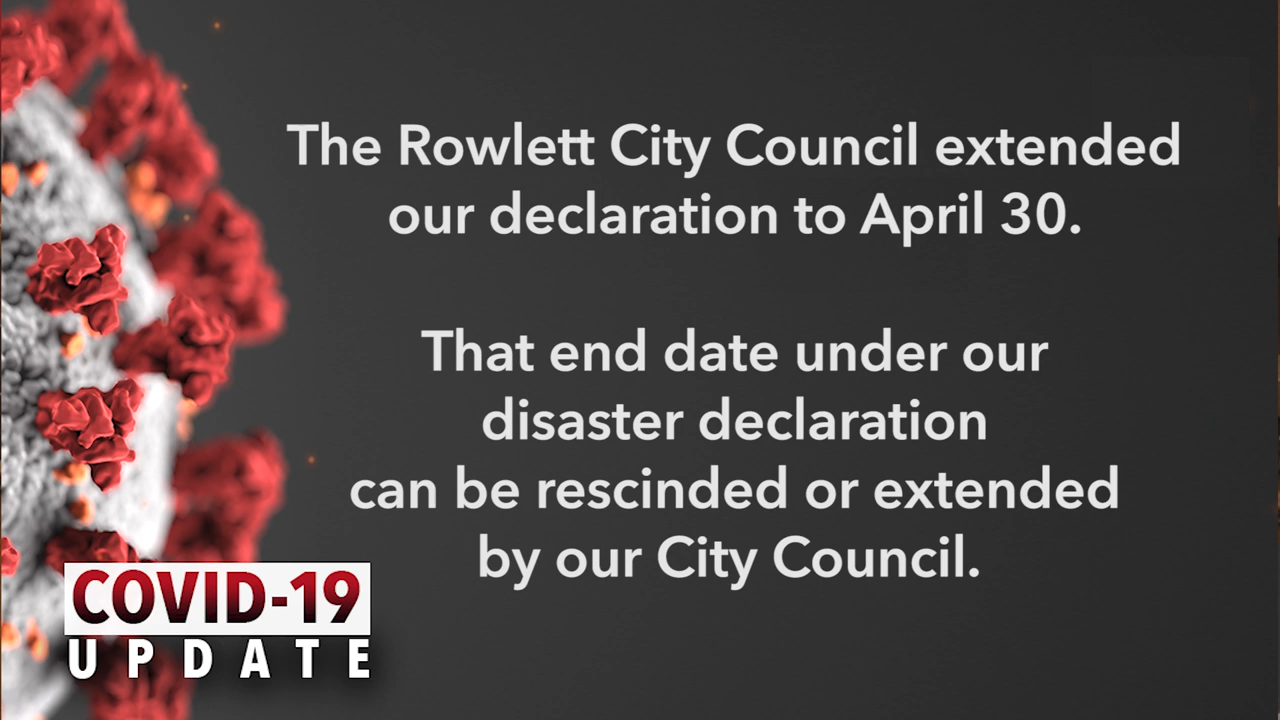 The Rowlett City Council extended
our declaration to April 30.
That end date under our
disaster declaration
can be rescinded or extended
by our City Council.
COVID-19
UPDATE